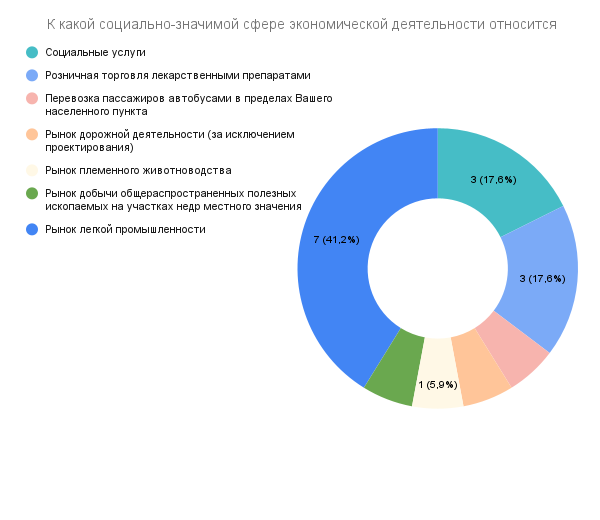 К какой социально-значимой сфере экономической деятельности относится
Социальные услуги
Розничная торговля лекарственными препаратами
Перевозка пассажиров автобусами в пределах Вашего
населенного пункта
Рынок дорожной деятельности (за исключением
проектирования)
Рынок племенного животноводства
Рынок добычи общераспространенных полезных
ископаемых на участках недр местного значения
Рынок легкой промышленности
3 (17,6%)
7 (41,2%)
3 (17,6%)
1 (5,9%)